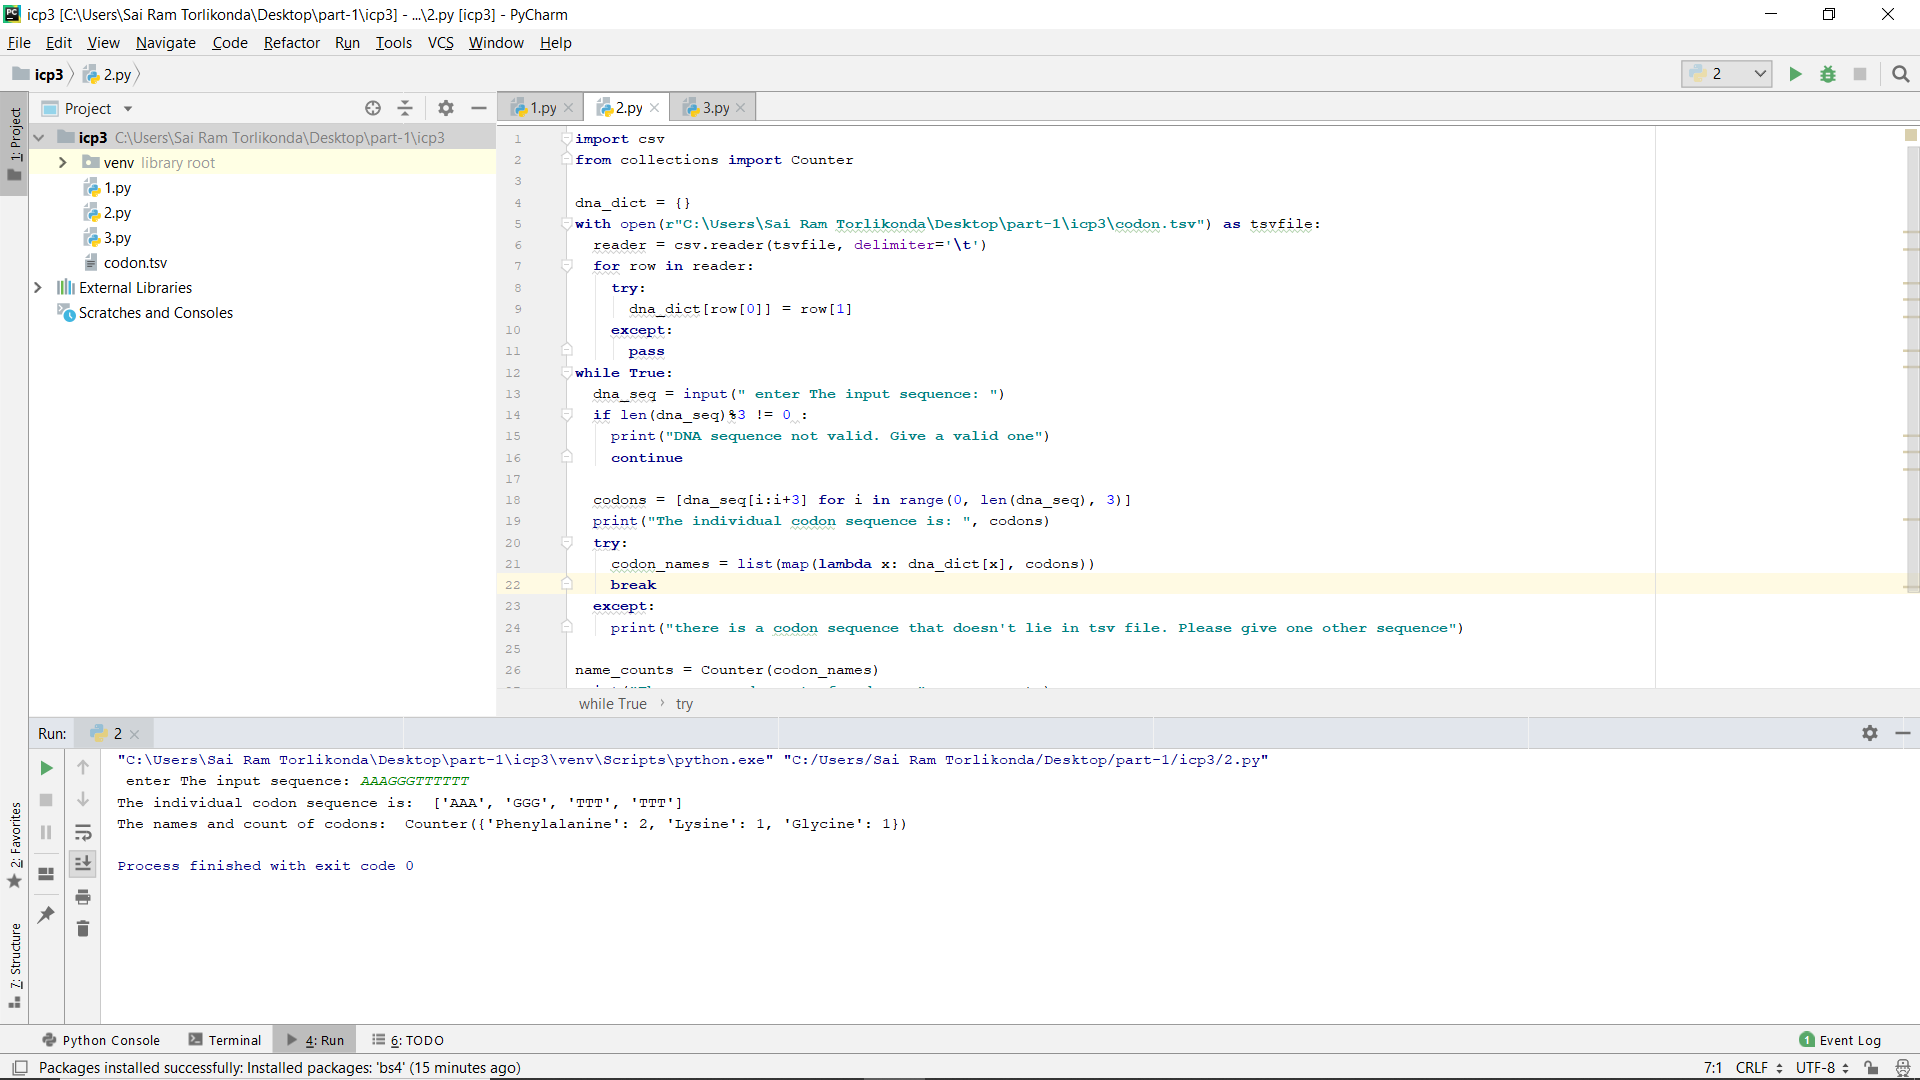 icp3 [C:\Users\Sai Ram Torlikonda\Desktop\part-1\icp3] - ...\2.py [icp3] - PyCharm
File Edit View Navigate Code Refactor Run Tools VCS Window Help
icp3 2.py 2
Project
1: Project
icp3 C:\Users\Sai Ram Torlikonda\Desktop\part-1\icp3
venv library root
1.py
2.py
3.py
codon.tsv
External Libraries
Scratches and Consoles
1.py 2.py 3.py
1 import csv
2 from collections import Counter
3
4 dna_dict = {}
5 with open(r"C:\Users\Sai Ram Torlikonda\Desktop\part-1\icp3\codon.tsv") as tsvfile:
6 reader = csv.reader(tsvfile, delimiter='\t')
7 for row in reader:
8 try:
9 dna_dict[row[0]] = row[1]
10 except:
11 pass
12 while True:
13 dna_seq = input(" enter The input sequence: ")
14 if len(dna_seq)%3 != 0 :
15 print("DNA sequence not valid. Give a valid one")
16 continue
17
18 codons = [dna_seq[i:i+3] for i in range(0, len(dna_seq), 3)]
19 print("The individual codon sequence is: ", codons)
20 try:
21 codon_names = list(map(lambda x: dna_dict[x], codons))
22 break
23 except:
24 print("there is a codon sequence that doesn't lie in tsv file. Please give one other sequence")
25
26 name_counts = Counter(codon_names)
while True › try
Run: 2
"C:\Users\Sai Ram Torlikonda\Desktop\part-1\icp3\venv\Scripts\python.exe" "C:/Users/Sai Ram Torlikonda/Desktop/part-1/icp3/2.py"
enter The input sequence: AAAGGGTTTTTT
The individual codon sequence is:  ['AAA', 'GGG', 'TTT', 'TTT']
The names and count of codons:  Counter({'Phenylalanine': 2, 'Lysine': 1, 'Glycine': 1})
Process finished with exit code 0
2: Favorites
7: Structure
Python Console Terminal 4: Run 6: TODO 1 Event Log
Packages installed successfully: Installed packages: 'bs4' (15 minutes ago) 7:1 CRLF UTF-8